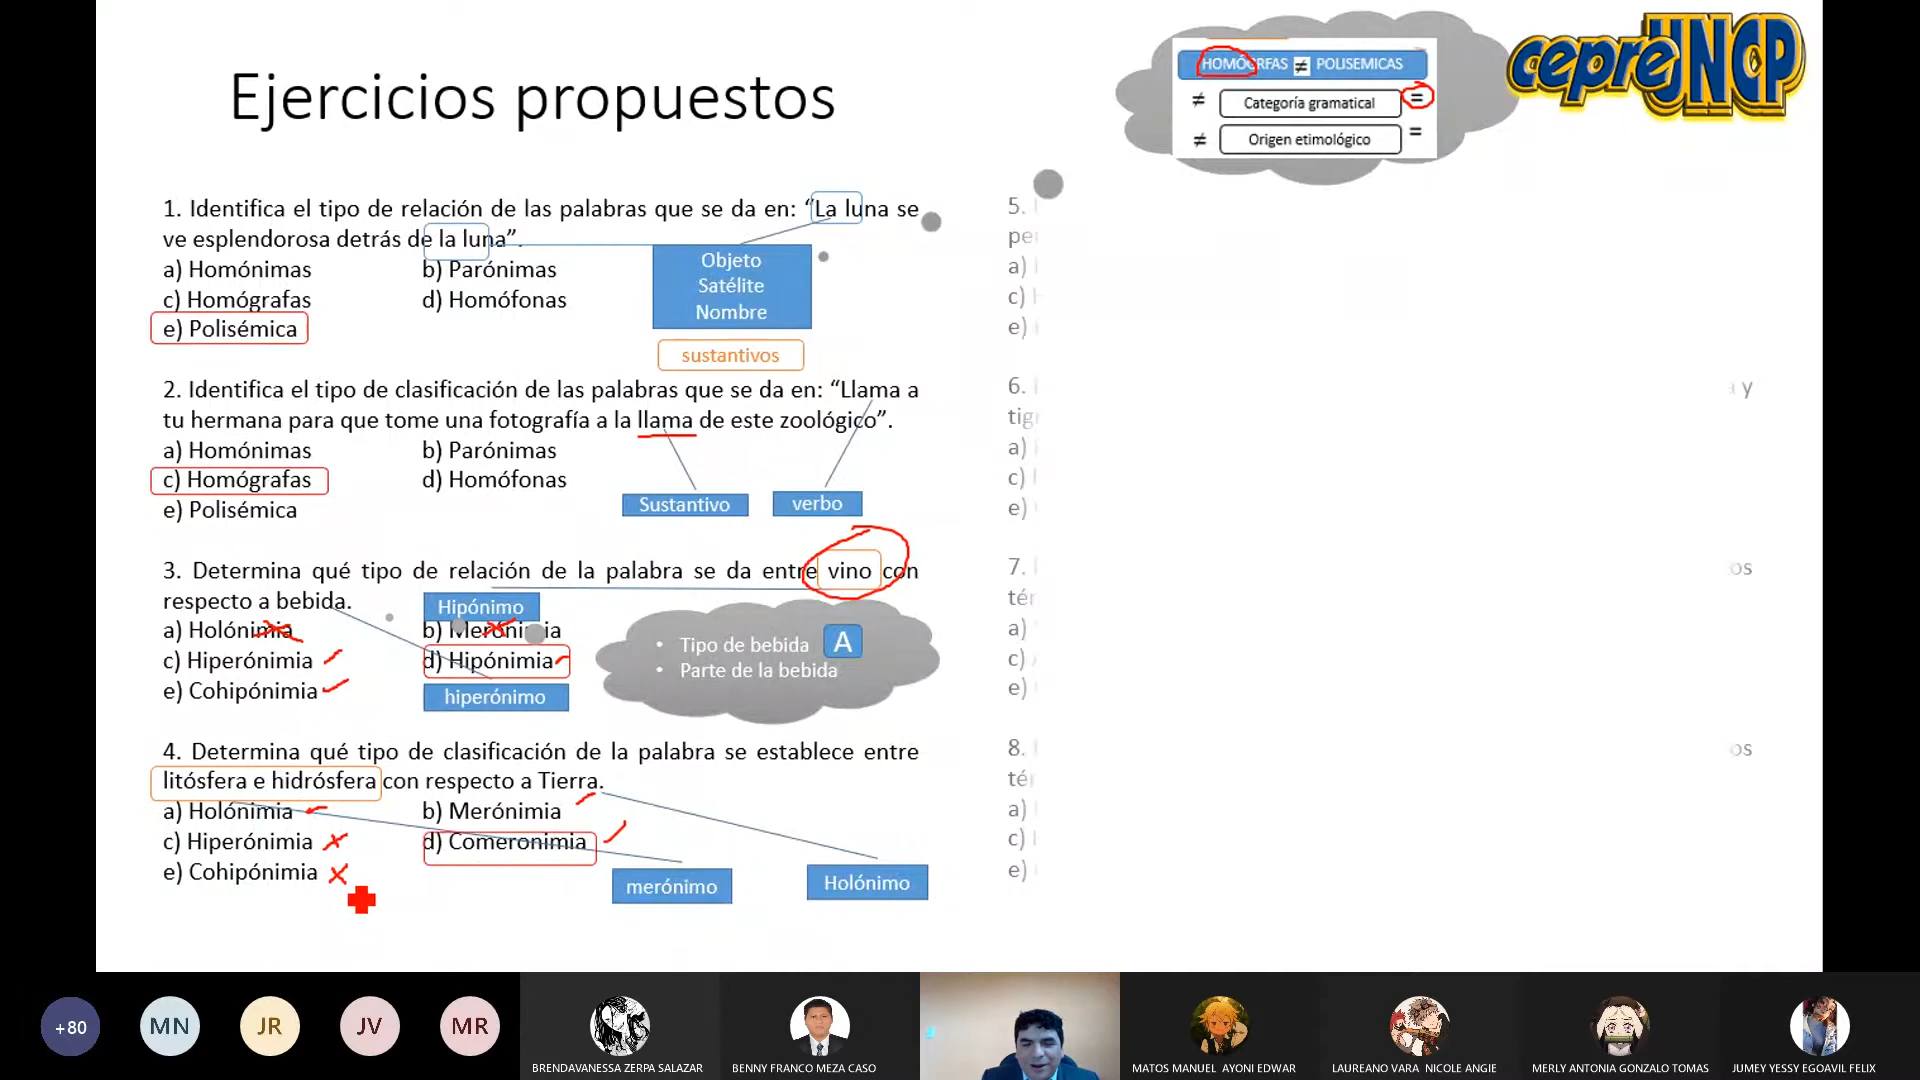 Ejercicios propuestos
HOMÓGRFAS ≠ POLISEMICAS
≠ Categoría gramatical =
≠ Origen etimológico =
cepreUNCP
1. Identifica el tipo de relación de las palabras que se da en: “La luna se
ve esplendorosa detrás de la luna”.
a) Homónimas b) Parónimas
c) Homógrafas d) Homófonas
e) Polisémica
Objeto
Satélite
Nombre
sustantivos
2. Identifica el tipo de clasificación de las palabras que se da en: “Llama a
tu hermana para que tome una fotografía a la llama de este zoológico”.
a) Homónimas b) Parónimas
c) Homógrafas d) Homófonas
e) Polisémica
Sustantivo verbo
3. Determina qué tipo de relación de la palabra se da entre vino con
respecto a bebida.
Hipónimo
a) Holónimia b) Merónimia
c) Hiperónimia d) Hipónimia
e) Cohipónimia
hiperónimo
• Tipo de bebida A
• Parte de la bebida
4. Determina qué tipo de clasificación de la palabra se establece entre
litósfera e hidrósfera con respecto a Tierra.
a) Holónimia b) Merónimia
c) Hiperónimia d) Comeronimia
e) Cohipónimia
merónimo Holónimo
5.
a)
c)
e)
6. y
a)
c)
e)
7. os
a)
c)
e)
8. os
a)
c)
e)
+80 MN JR JV MR
BRENDAVANESSA ZERPA SALAZAR
BENNY FRANCO MEZA CASO
MATOS MANUEL AYONI EDWAR
LAUREANO VARA NICOLE ANGIE
MERLY ANTONIA GONZALO TOMAS
JUMEY YESSY EGOAVIL FELIX